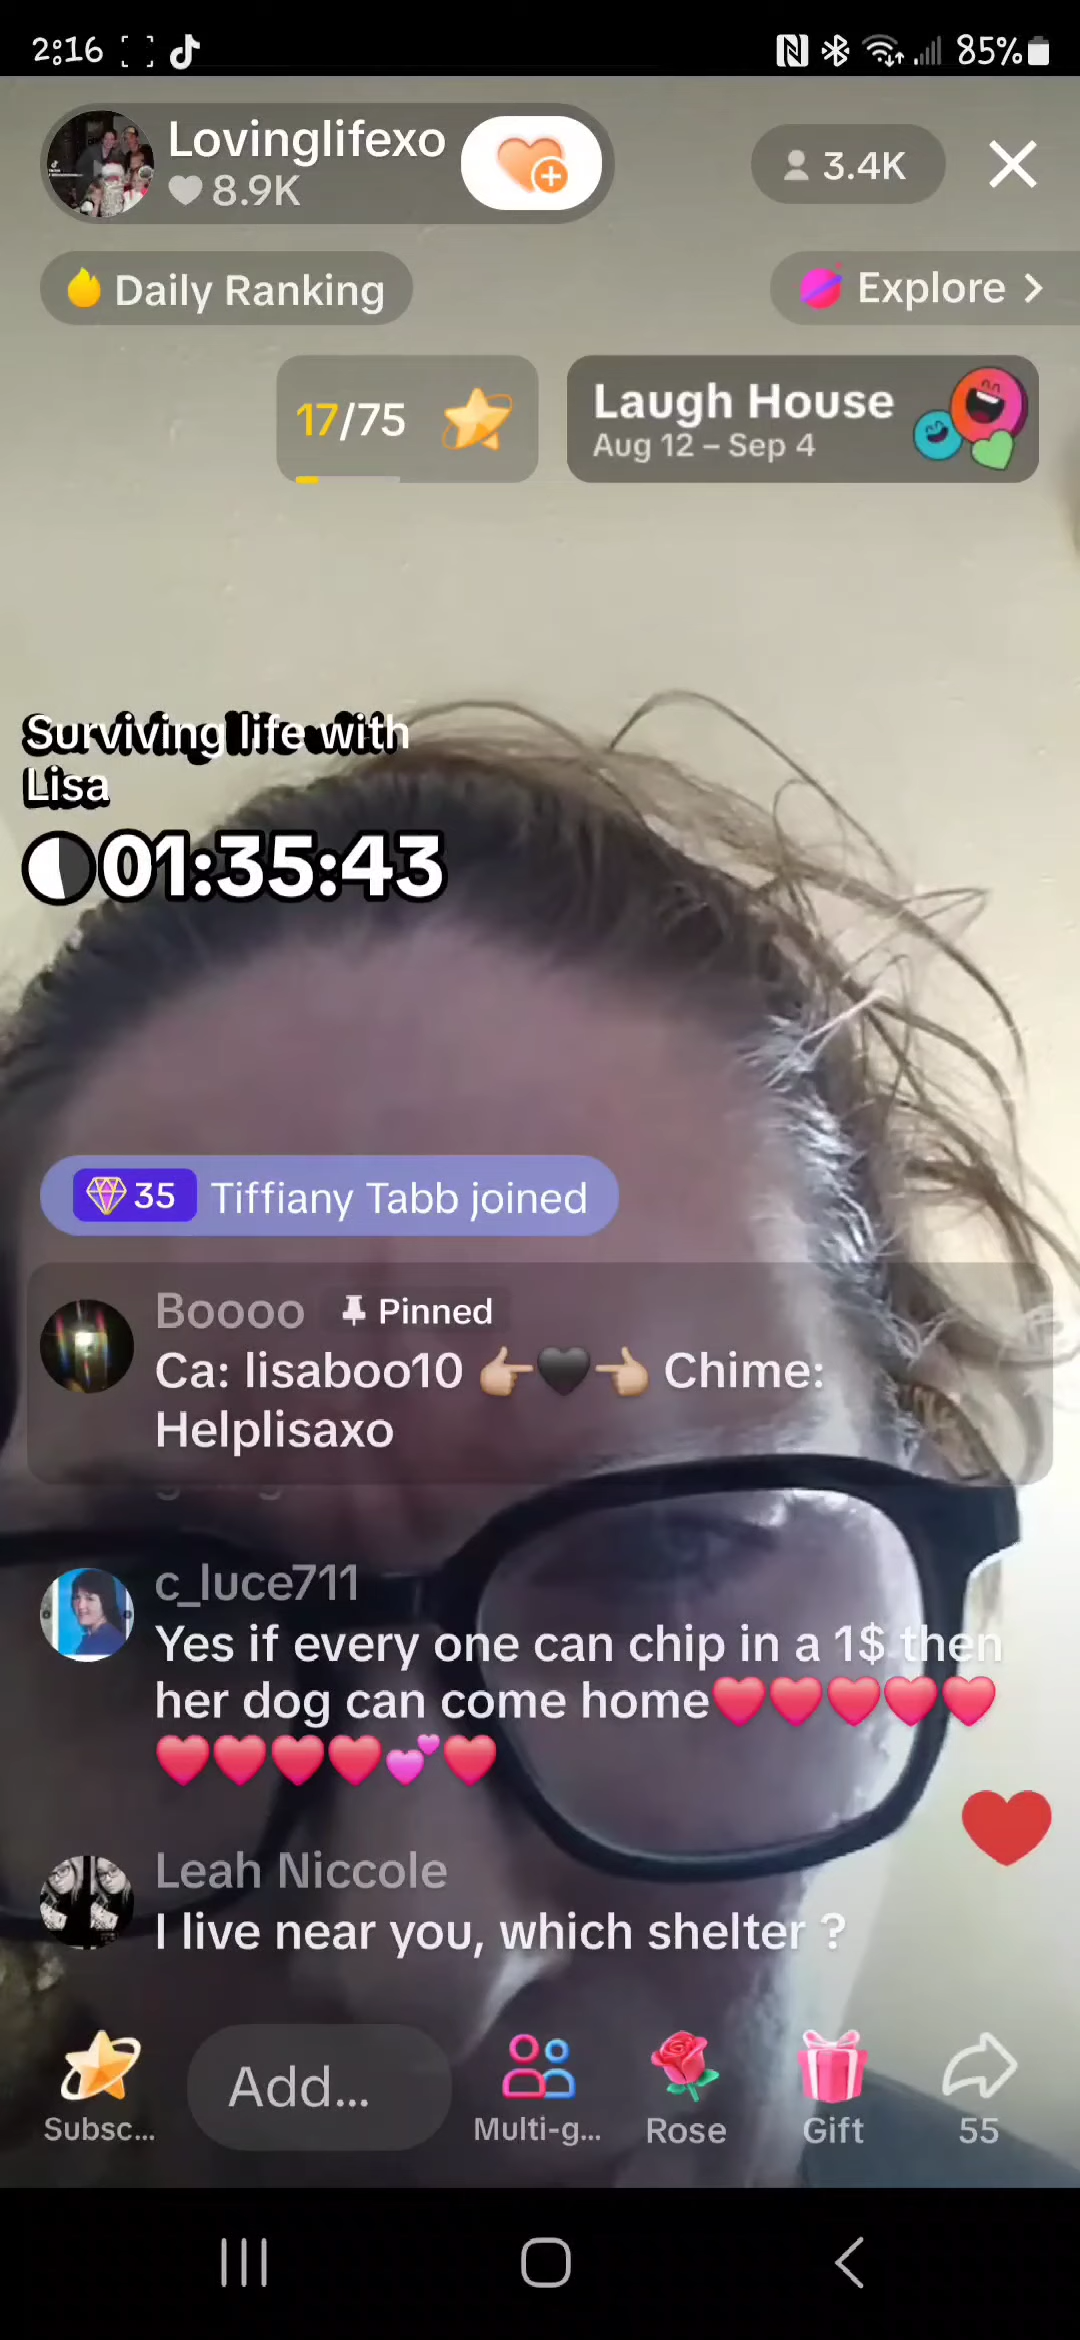 2:16
85%
Lovinglifexo
8.9K
3.4K
Daily Ranking
Explore >
17/75
Laugh House
Aug 12 – Sep 4
Surviving life with
Lisa
01:35:43
35 Tiffiany Tabb joined
Boooo Pinned
Ca: lisaboo10 👉🏼🖤👈🏼 Chime:
Helplisaxo
c_luce711
Yes if every one can chip in a 1$ then
her dog can come home❤️❤️❤️❤️❤️
❤️❤️❤️❤️💕❤️
Leah Niccole
I live near you, which shelter ?
Subsc...
Add...
Multi-g...
Rose
Gift
55